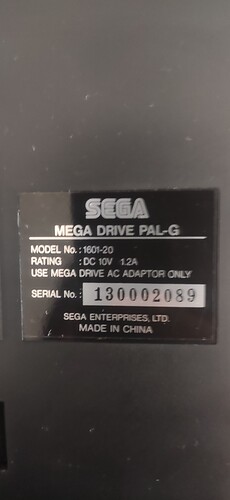 SEGA
MEGA DRIVE PAL-G
MODEL No.: 1601-20
RATING : DC 10V 1.2A
USE MEGA DRIVE AC ADAPTOR ONLY
SERIAL No.: 130002089
SEGA ENTERPRISES, LTD.
MADE IN CHINA